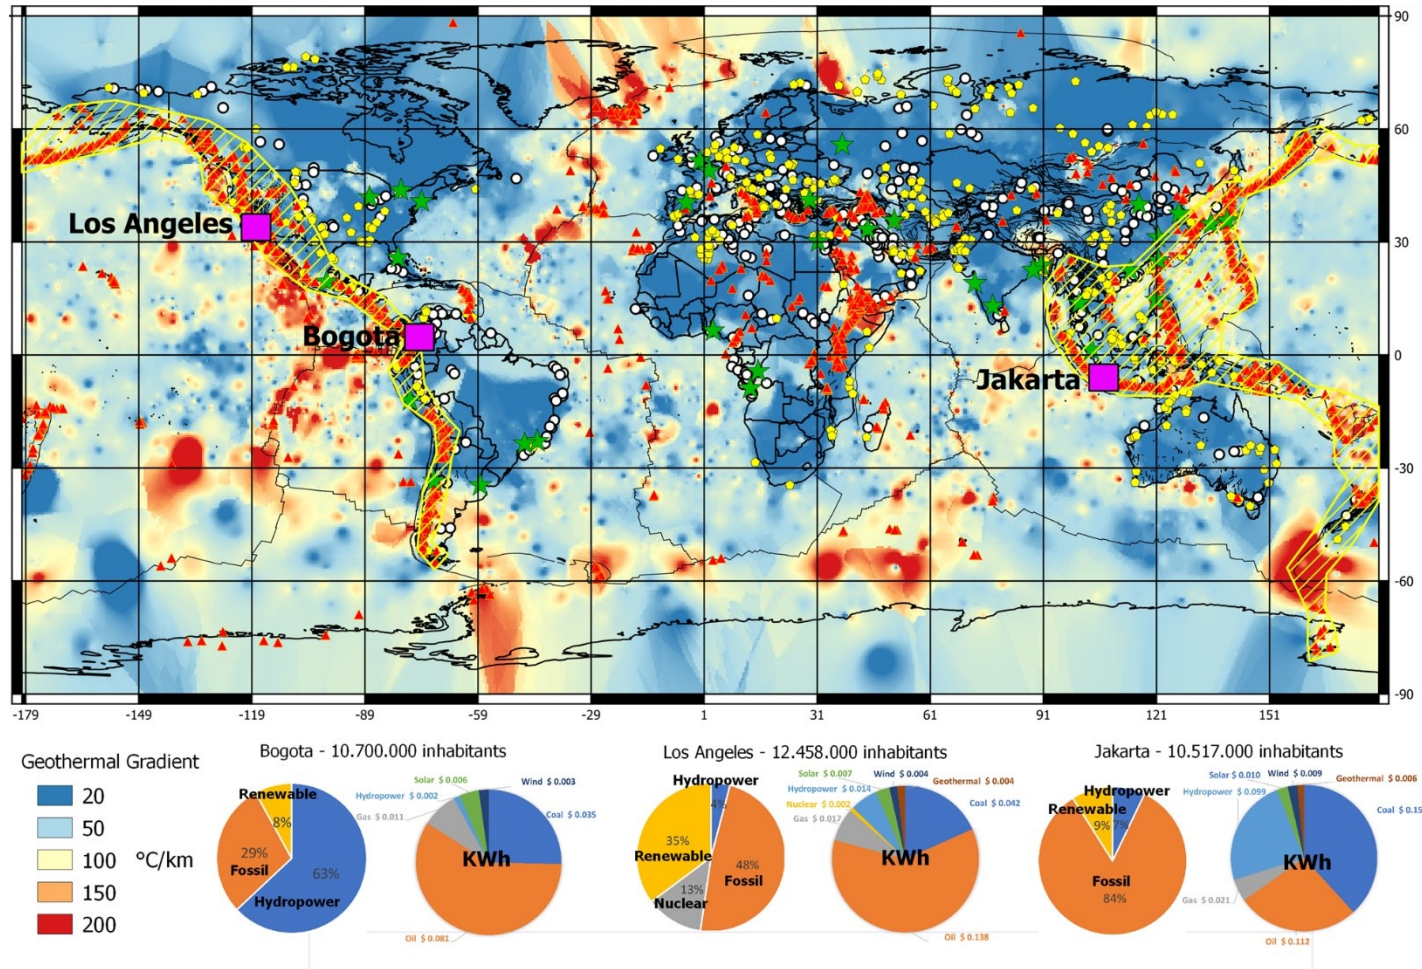 90
60
Los Angeles
30
Bogota
0
Jakarta
-30
-60
-90
-179 -149 -119 -89 -59 -29 1 31 61 91 121 151
Geothermal Gradient
20
50
100 °C/km
150
200
Bogota - 10.700.000 inhabitants
Renewable
8%
29%
Fossil
63%
Hydropower
Solar $ 0.006
Wind $ 0.003
Hydropower $ 0.002
Gas $ 0.011
Coal $ 0.035
KWh
Oil $ 0.081
Los Angeles - 12.458.000 inhabitants
Hydropower
4%
35%
Renewable
48%
Fossil
13%
Nuclear
Solar $ 0.007
Wind $ 0.004
Geothermal $ 0.004
Hydropower $ 0.014
Nuclear $ 0.002
Gas $ 0.017
Coal $ 0.042
KWh
Oil $ 0.138
Jakarta - 10.517.000 inhabitants
Hydropower
Renewable
9% 7%
Fossil
84%
Solar $ 0.010
Wind $ 0.009
Geothermal $ 0.006
Hydropower $ 0.099
Coal $ 0.15
Gas $ 0.021
KWh
Oil $ 0.112